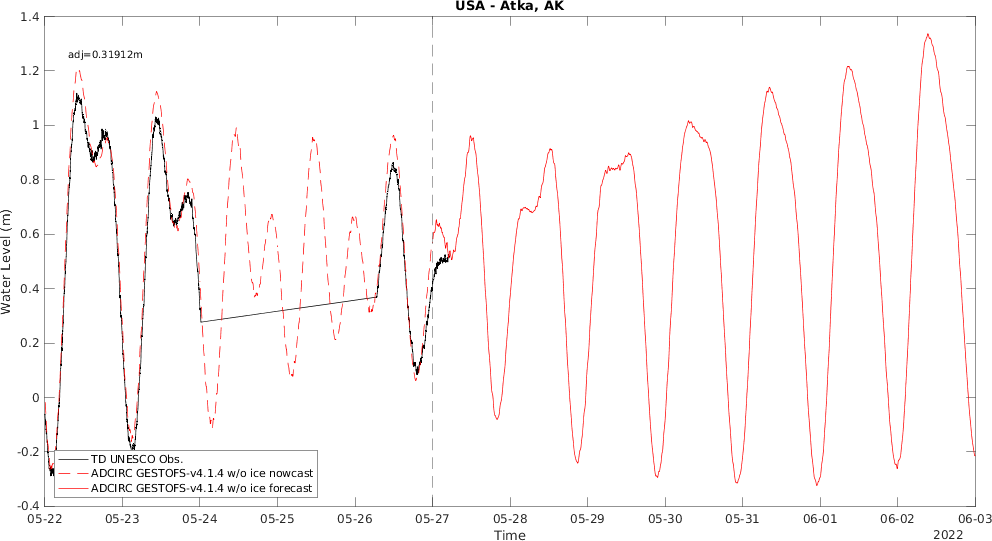 USA - Atka, AK
adj=0.31912m
Water Level (m)
1.4
1.2
1
0.8
0.6
0.4
0.2
0
-0.2
-0.4
TD UNESCO Obs.
ADCIRC GESTOFS-v4.1.4 w/o ice nowcast
ADCIRC GESTOFS-v4.1.4 w/o ice forecast
05-22 05-23 05-24 05-25 05-26 05-27 05-28 05-29 05-30 05-31 06-01 06-02 06-03
Time
2022